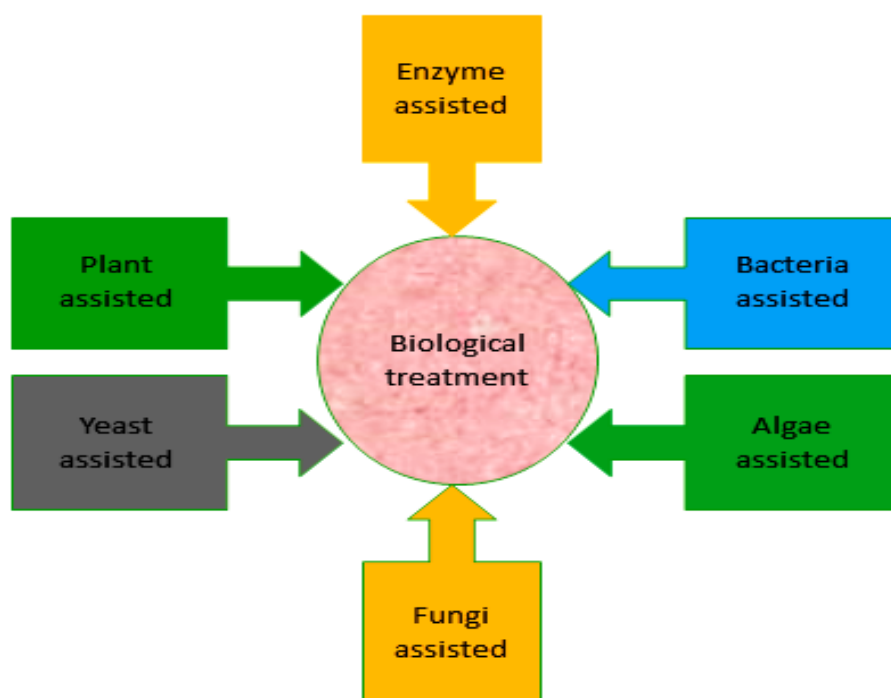 Enzyme
assisted
Plant
assisted
Bacteria
assisted
Biological
treatment
Yeast
assisted
Algae
assisted
Fungi
assisted